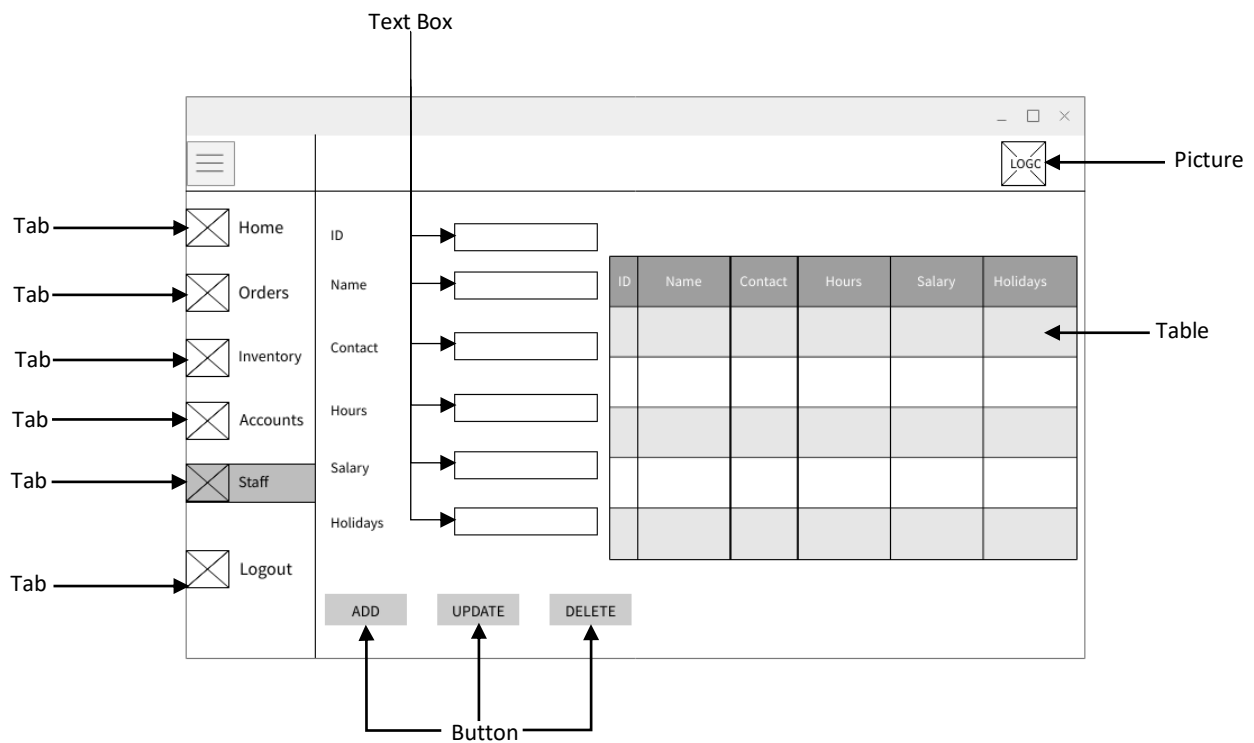 Text Box
LOGC
Picture
Tab
Home
ID
Name
Contact
Hours
Salary
Holidays
Tab
Orders
Tab
Inventory
Tab
Accounts
Tab
Staff
Tab
Logout
ID Name Contact Hours Salary Holidays
Table
ADD UPDATE DELETE
Button